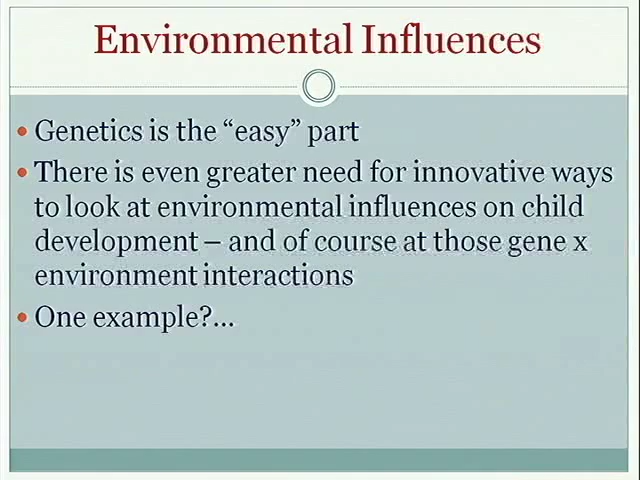 Environmental Influences
Genetics is the “easy” part
There is even greater need for innovative ways
to look at environmental influences on child
development – and of course at those gene x
environment interactions
One example?...